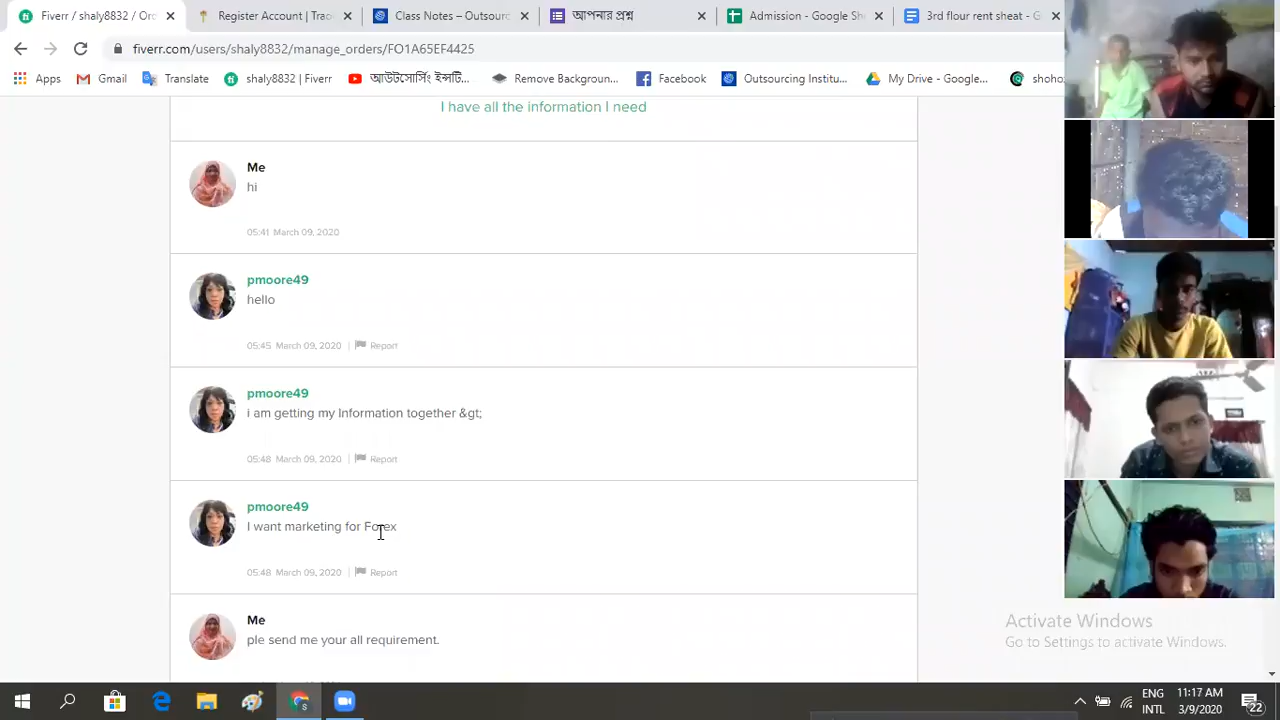 Fiverr / shaly8832 / Orc
Register Account | Trao
Class Notes - Outsourc
আপনার প্রশ্ন
Admission - Google Sh
3rd flour rent sheat - G
fiverr.com/users/shaly8832/manage_orders/FO1A65EF4425
Apps
Gmail
Translate
shaly8832 | Fiverr
আউটসোর্সিং ইনস্টি...
Remove Backgroun...
Facebook
Outsourcing Institu...
My Drive - Google...
shoho
I have all the information I need
Me
hi
05:41 March 09, 2020
pmoore49
hello
05:45 March 09, 2020 | Report
pmoore49
i am getting my Information together &gt;
05:48 March 09, 2020 | Report
pmoore49
I want marketing for Forex
05:48 March 09, 2020 | Report
Me
ple send me your all requirement.
Activate Windows
Go to Settings to activate Windows.
ENG
INTL
11:17 AM
3/9/2020
22